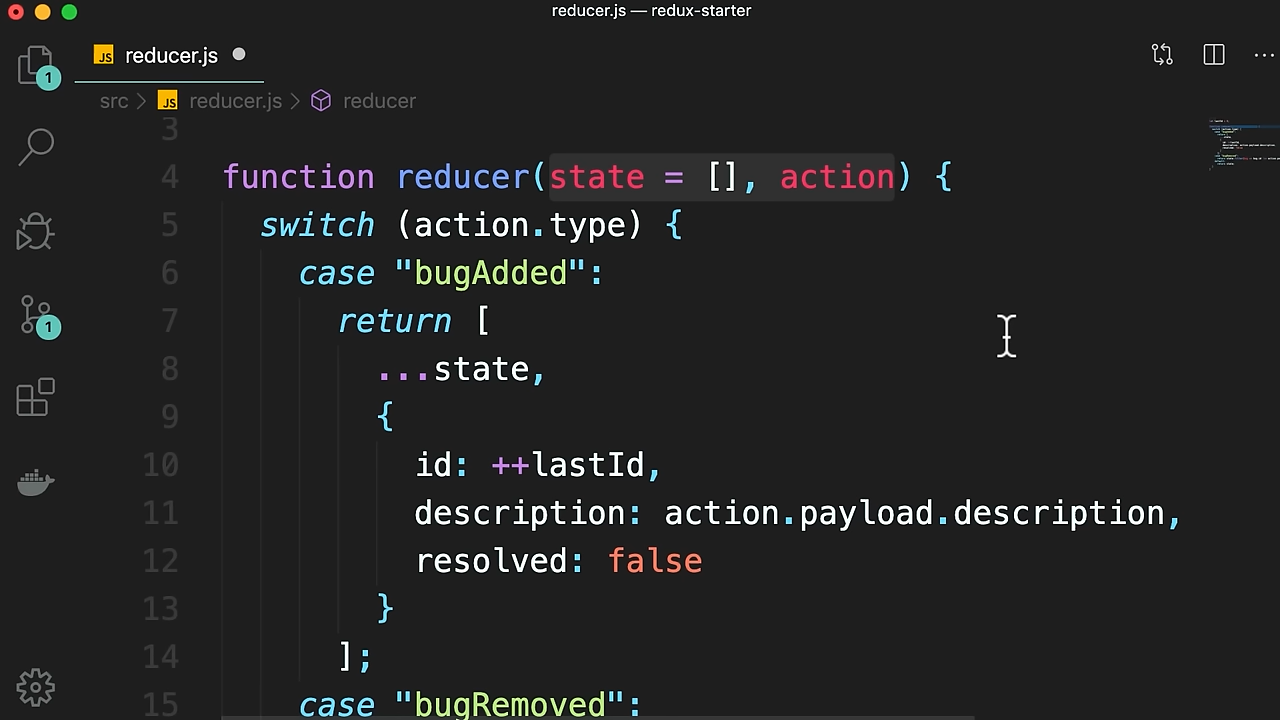 reducer.js — redux-starter
JS reducer.js
1
src > JS reducer.js > reducer
3
4 function reducer(state = [], action) {
5 switch (action.type) {
6 case "bugAdded":
7 return [
8 ...state,
9 {
10 id: ++lastId,
11 description: action.payload.description,
12 resolved: false
13 }
14 ];
15 case "bugRemoved":
1